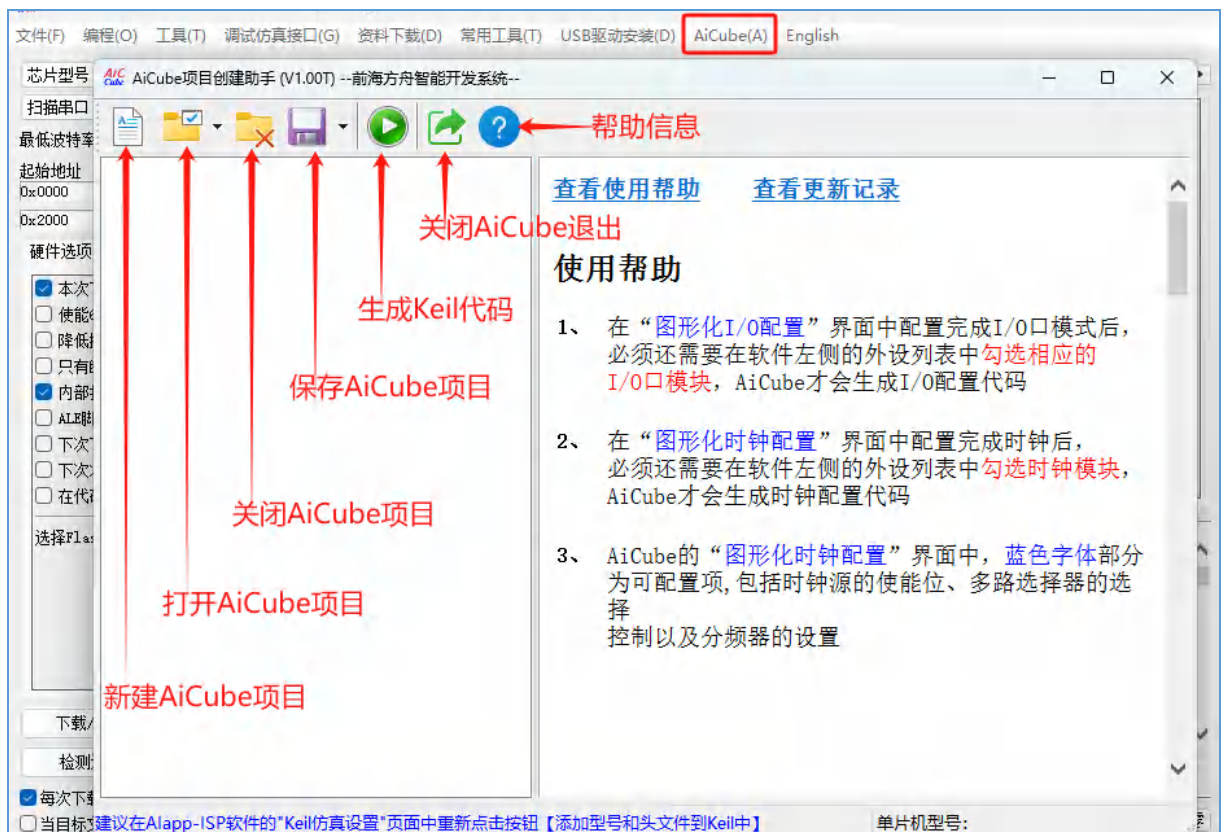 文件(F) 编程(O) 工具(T) 调试仿真接口(G) 资料下载(D) 常用工具(T) USB驱动安装(D) AiCube(A) English
芯片型号
AiCube项目创建助手 (V1.00T) --前海方舟智能开发系统--
扫描串口
最低波特率
帮助信息
起始地址
0x0000
查看使用帮助 查看更新记录
0x2000
关闭AiCube退出
硬件选项
使用帮助
本次
使能
生成Keil代码
1、 在“图形化I/O配置”界面中配置完成I/O口模式后，
降低
必须还需要在软件左侧的外设列表中勾选相应的
只有
保存AiCube项目
I/O口模块，AiCube才会生成I/O配置代码
内部
ALE
下次
2、 在“图形化时钟配置”界面中配置完成时钟后，
下次
必须还需要在软件左侧的外设列表中勾选时钟模块，
在代
AiCube才会生成时钟配置代码
关闭AiCube项目
选择Flas
3、 AiCube的“图形化时钟配置”界面中，蓝色字体部分
为可配置项,包括时钟源的使能位、多路选择器的选
打开AiCube项目
择
控制以及分频器的设置
新建AiCube项目
下载/
检测
每次下
当目标
建议在AIapp-ISP软件的"Keil仿真设置"页面中重新点击按钮【添加型号和头文件到Keil中】 单片机型号: